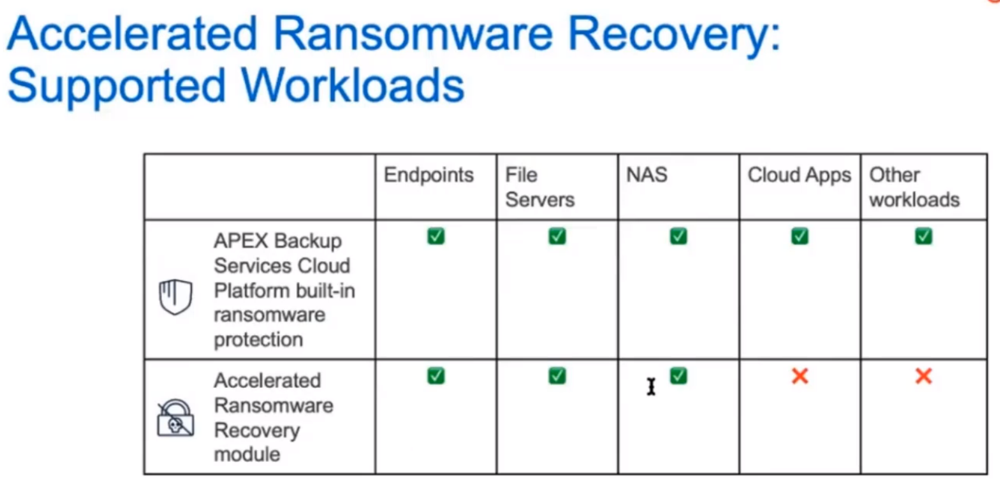 Accelerated Ransomware Recovery:
Supported Workloads
Endpoints
File
Servers
NAS
Cloud Apps
Other
workloads
APEX Backup
Services Cloud
Platform built-in
ransomware
protection
Accelerated
Ransomware
Recovery
module